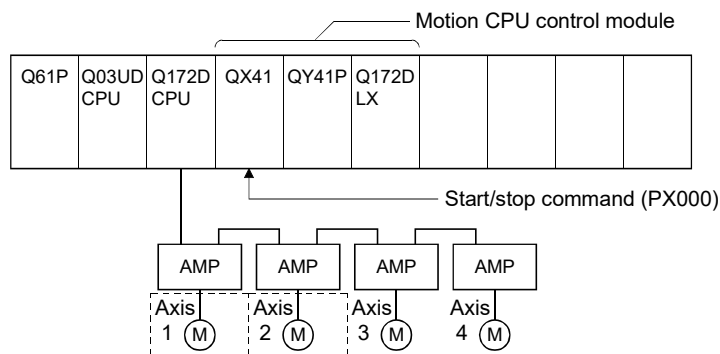 Motion CPU control module
Q61P
Q03UD
CPU
Q172D
CPU
QX41
QY41P
Q172D
LX
Start/stop command (PX000)
AMP
AMP
AMP
AMP
Axis
1
M
Axis
2
M
Axis
3
M
Axis
4
M